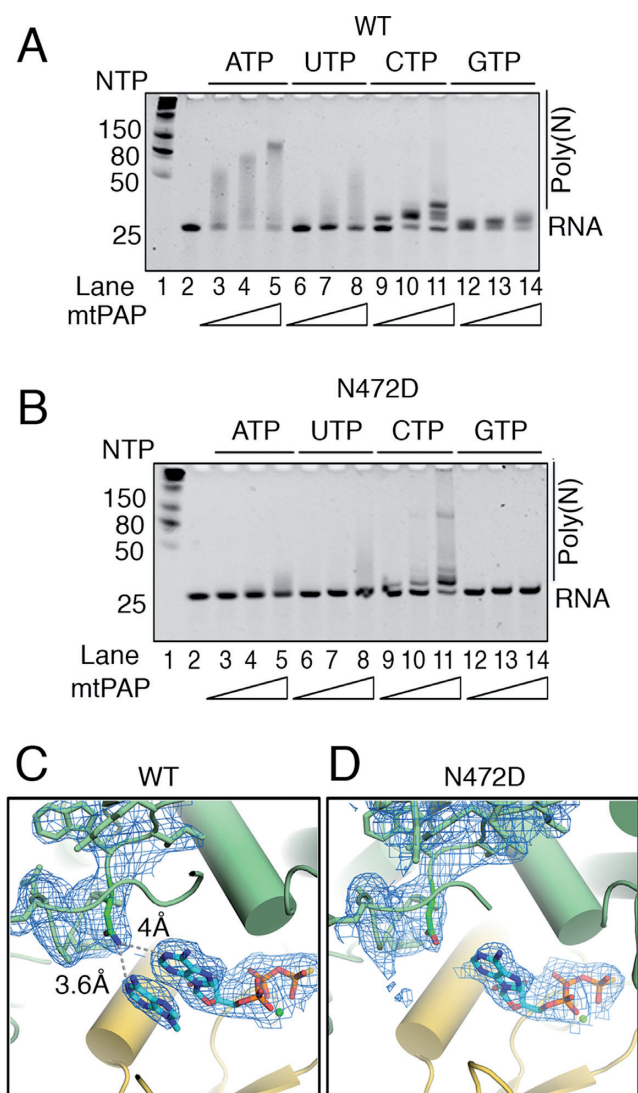 A
WT
ATP UTP CTP GTP
NTP
150
80
50
25
Poly(N)
RNA
Lane 1 2 3 4 5 6 7 8 9 10 11 12 13 14
mtPAP
B
N472D
ATP UTP CTP GTP
NTP
150
80
50
25
Poly(N)
RNA
Lane 1 2 3 4 5 6 7 8 9 10 11 12 13 14
mtPAP
C WT
D N472D
4Å
3.6Å